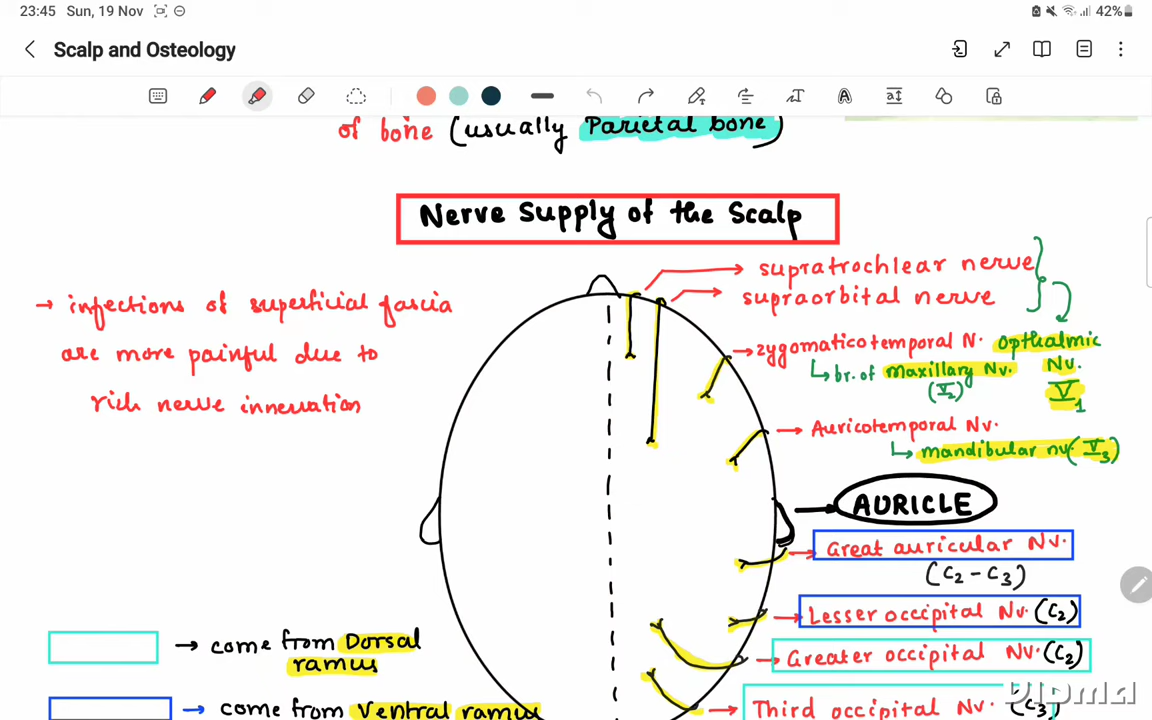 23:45 Sun, 19 Nov
42%
Scalp and Osteology
of bone (usually Parietal bone)
Nerve Supply of the Scalp
→ infections of superficial fascia
are more painful due to
rich nerve innervation
supratrochlear nerve
supraorbital nerve
opthalmic
Nv.
V1
zygomaticotemporal N.
br. of maxillary Nv.
(V2)
Auricotemporal Nv.
mandibular nv. (V3)
AURICLE
Great auricular Nv.
(C2-C3)
Lesser occipital Nv. (C2)
Greater occipital Nv. (C2)
Third occipital Nv. (C3)
→ come from Dorsal
ramus
→ come from Ventral ramus